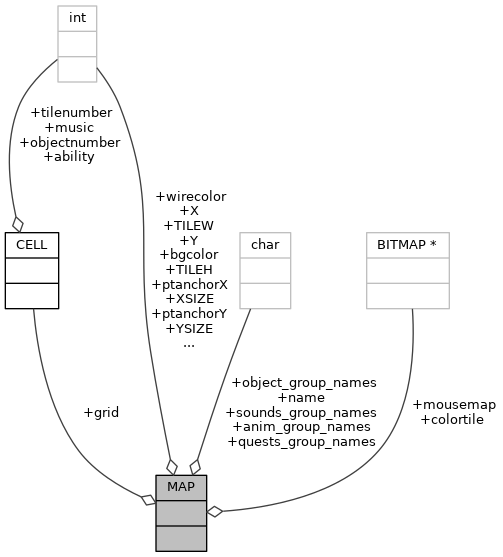 int
+tilenumber
+music
+objectnumber
+ability
+wirecolor
+X
+TILEW
+Y
+bgcolor
+TILEH
+ptanchorX
+XSIZE
+ptanchorY
+YSIZE
...
CELL
char
BITMAP *
+grid
+object_group_names
+name
+sounds_group_names
+anim_group_names
+quests_group_names
+mousemap
+colortile
MAP